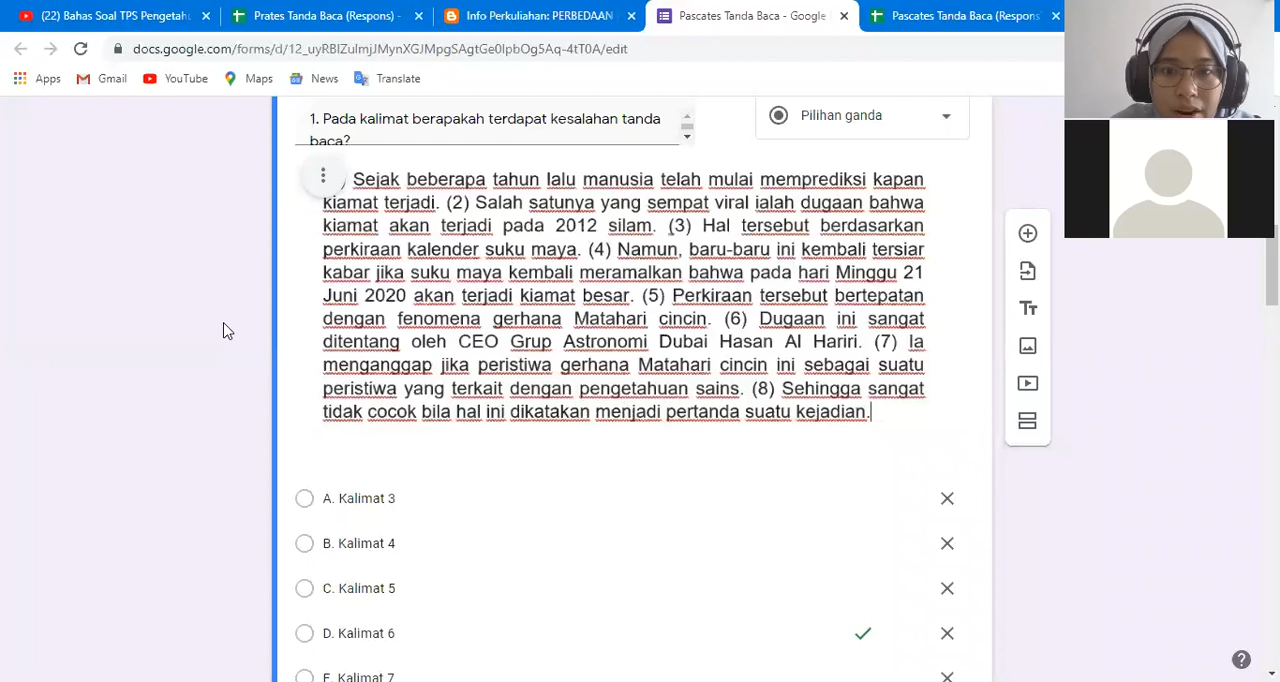 (22) Bahas Soal TPS Pengetahu
Prates Tanda Baca (Respons) -
Info Perkuliahan: PERBEDAAN
Pascates Tanda Baca - Google
Pascates Tanda Baca (Respons
docs.google.com/forms/d/12_uyRBIZulmjJMynXGJMpgSAgtGe0lpbOg5Aq-4tT0A/edit
Apps
Gmail
YouTube
Maps
News
Translate
1. Pada kalimat berapakah terdapat kesalahan tanda
baca?
Pilihan ganda
Sejak beberapa tahun lalu manusia telah mulai memprediksi kapan
kiamat terjadi. (2) Salah satunya yang sempat viral ialah dugaan bahwa
kiamat akan terjadi pada 2012 silam. (3) Hal tersebut berdasarkan
perkiraan kalender suku maya. (4) Namun, baru-baru ini kembali tersiar
kabar jika suku maya kembali meramalkan bahwa pada hari Minggu 21
Juni 2020 akan terjadi kiamat besar. (5) Perkiraan tersebut bertepatan
dengan fenomena gerhana Matahari cincin. (6) Dugaan ini sangat
ditentang oleh CEO Grup Astronomi Dubai Hasan Al Hariri. (7) Ia
menganggap jika peristiwa gerhana Matahari cincin ini sebagai suatu
peristiwa yang terkait dengan pengetahuan sains. (8) Sehingga sangat
tidak cocok bila hal ini dikatakan menjadi pertanda suatu kejadian.
A. Kalimat 3
B. Kalimat 4
C. Kalimat 5
D. Kalimat 6
E. Kalimat 7